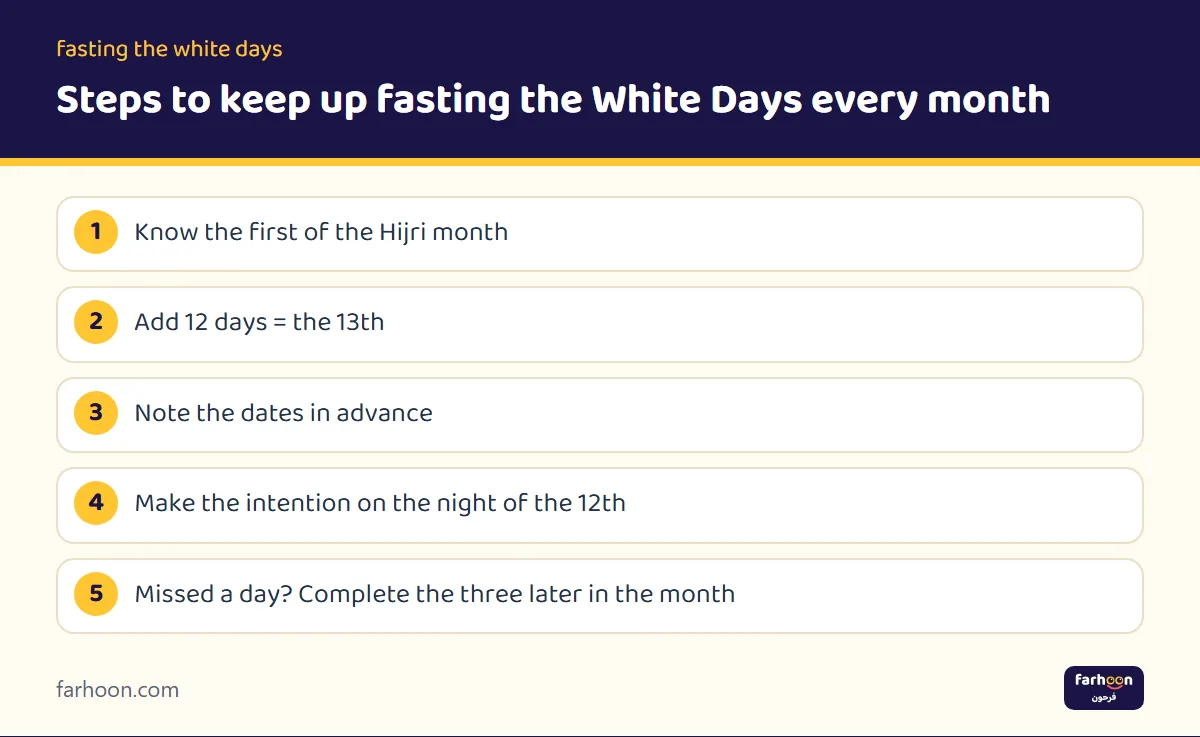 fasting the white days
Steps to keep up fasting the White Days every month
1 Know the first of the Hijri month
2 Add 12 days = the 13th
3 Note the dates in advance
4 Make the intention on the night of the 12th
5 Missed a day? Complete the three later in the month
farhoon.com
farhoon
فرحون